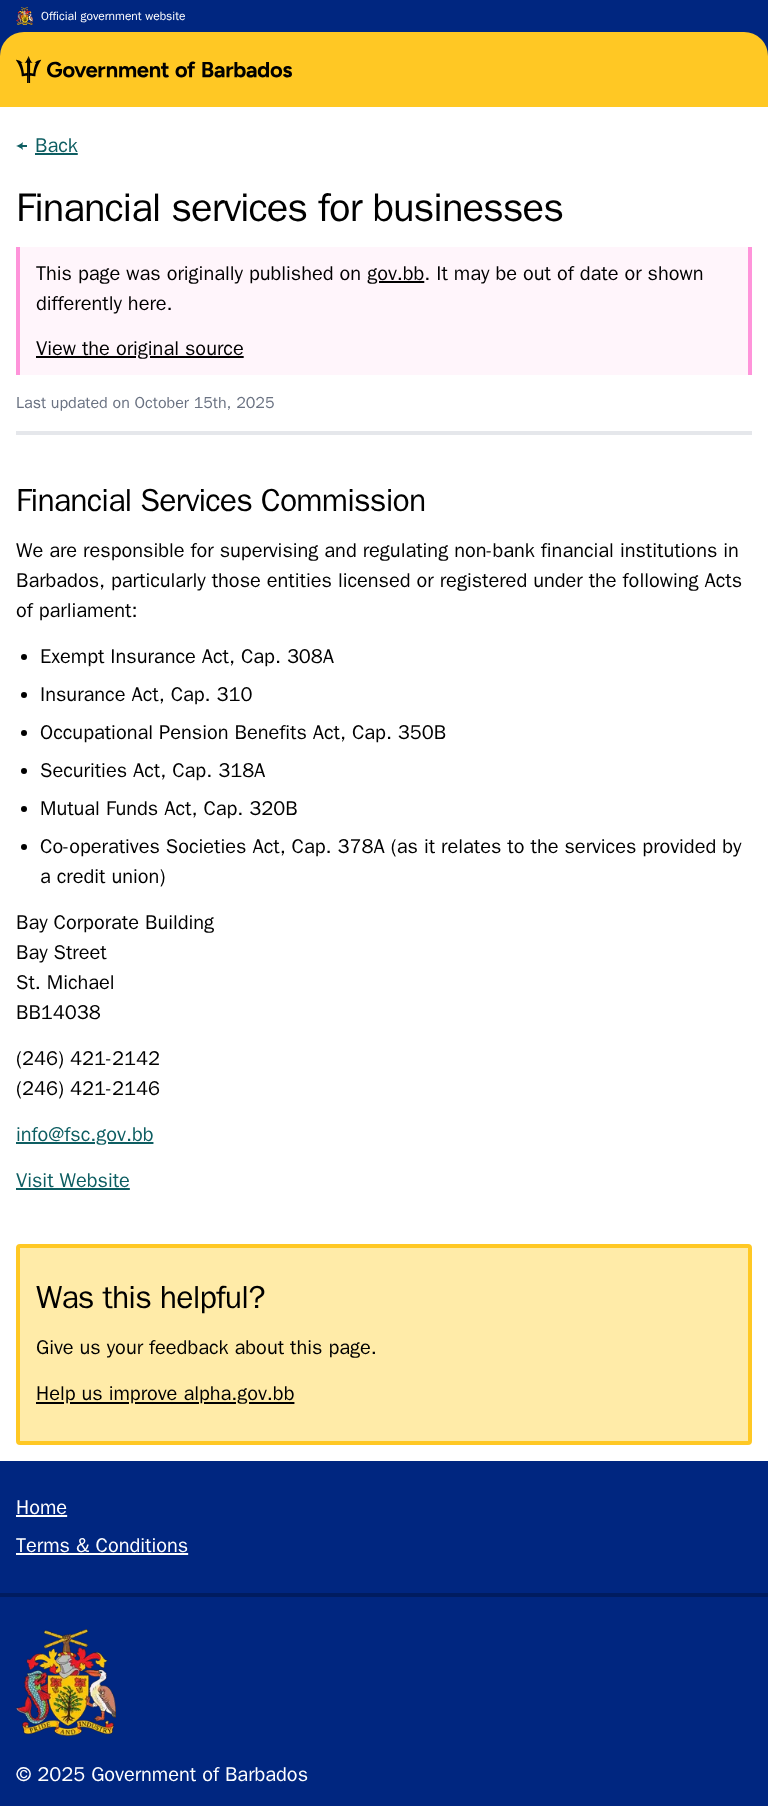 Official government website
Government of Barbados
← Back
Financial services for businesses
This page was originally published on gov.bb. It may be out of date or shown
differently here.
View the original source
Last updated on October 15th, 2025
Financial Services Commission
We are responsible for supervising and regulating non-bank financial institutions in
Barbados, particularly those entities licensed or registered under the following Acts
of parliament:
• Exempt Insurance Act, Cap. 308A
• Insurance Act, Cap. 310
• Occupational Pension Benefits Act, Cap. 350B
• Securities Act, Cap. 318A
• Mutual Funds Act, Cap. 320B
• Co-operatives Societies Act, Cap. 378A (as it relates to the services provided by
a credit union)
Bay Corporate Building
Bay Street
St. Michael
BB14038
(246) 421-2142
(246) 421-2146
info@fsc.gov.bb
Visit Website
Was this helpful?
Give us your feedback about this page.
Help us improve alpha.gov.bb
Home
Terms & Conditions
PRIDE AND INDUSTRY
© 2025 Government of Barbados